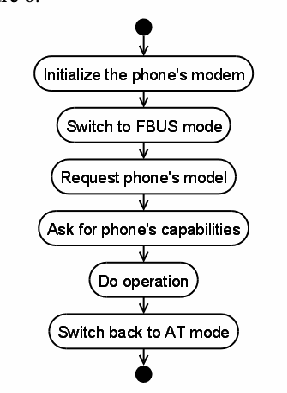 Initialize the phone's modem
Switch to FBUS mode
Request phone's model
Ask for phone's capabilities
Do operation
Switch back to AT mode